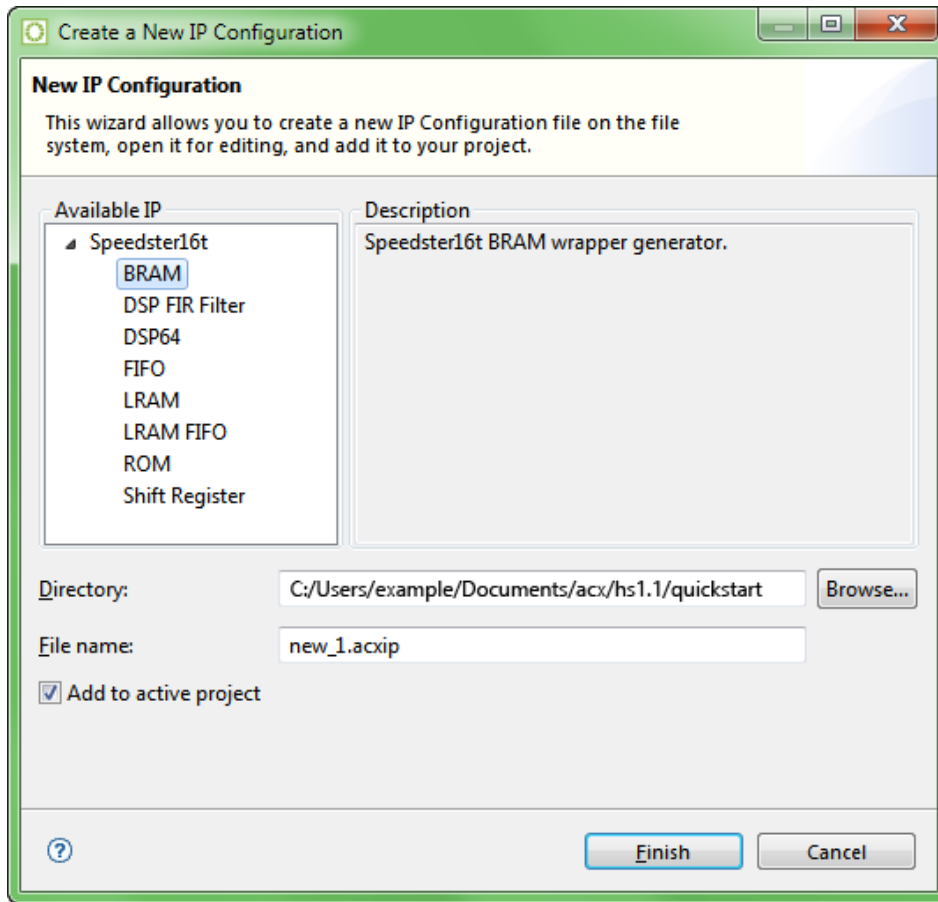 Create a New IP Configuration
New IP Configuration
This wizard allows you to create a new IP Configuration file on the file
system, open it for editing, and add it to your project.
Available IP
Speedster16t
BRAM
DSP FIR Filter
DSP64
FIFO
LRAM
LRAM FIFO
ROM
Shift Register
Description
Speedster16t BRAM wrapper generator.
Directory:
C:/Users/example/Documents/acx/hs1.1/quickstart
Browse...
File name:
new_1.acxip
Add to active project
?
Finish
Cancel